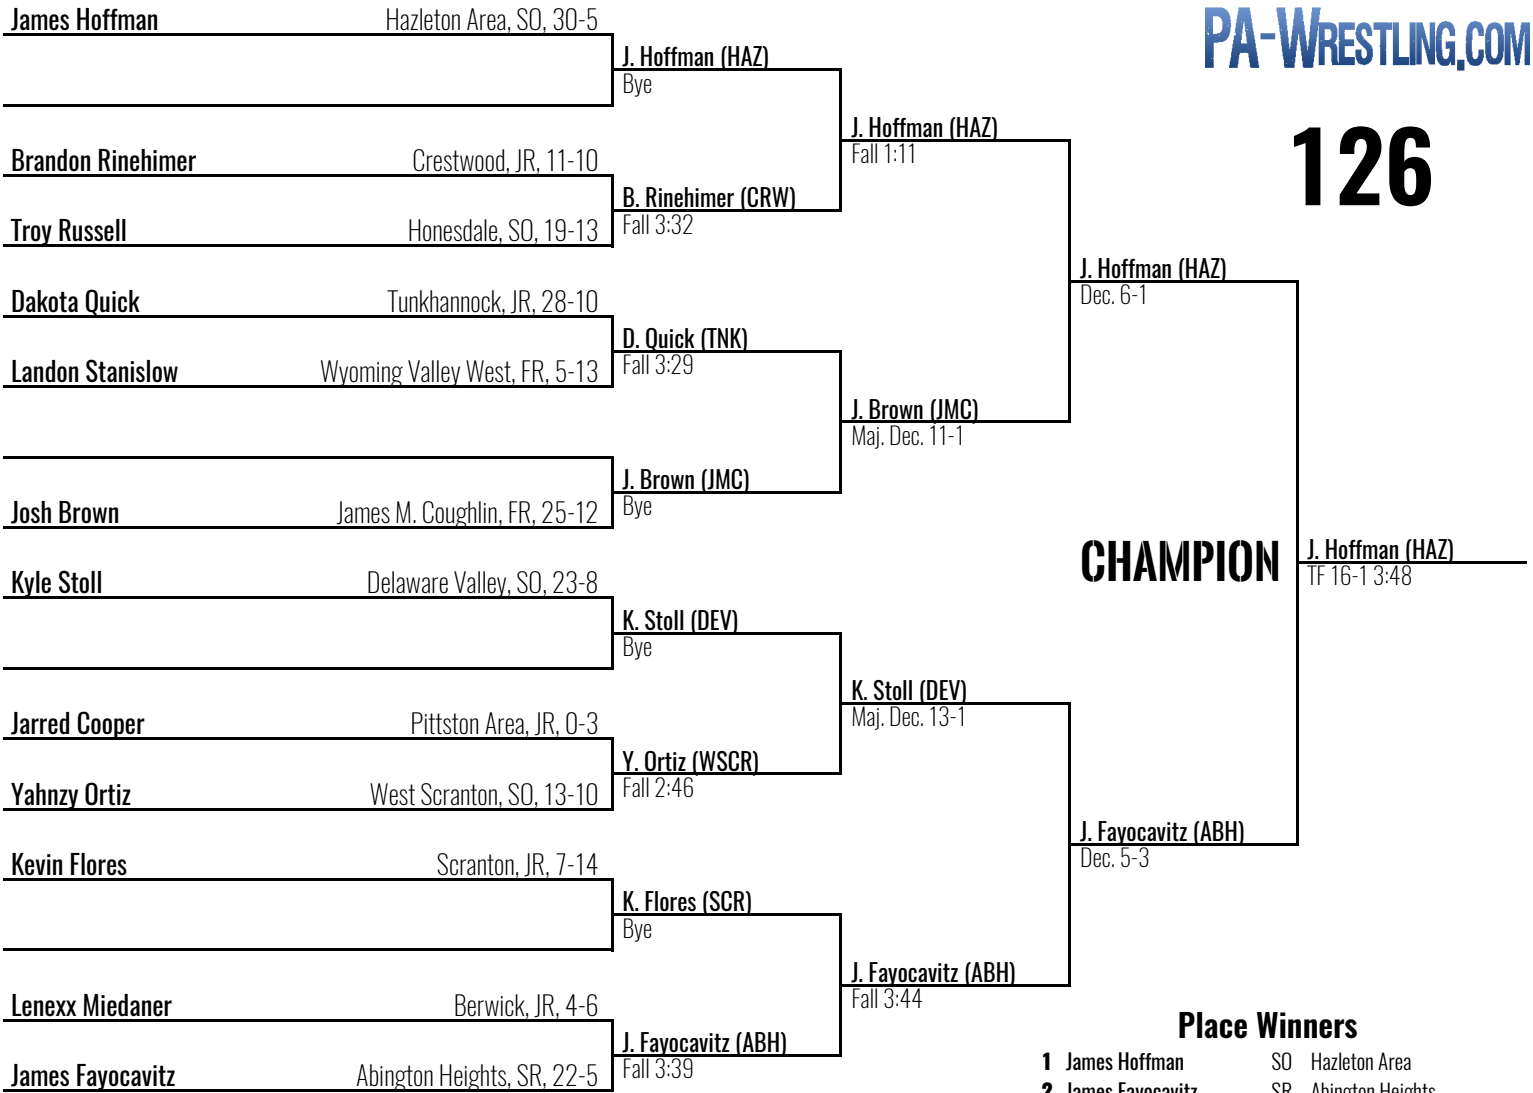 James Hoffman Hazleton Area, SO, 30-5
PA-WRESTLING.COM
J. Hoffman (HAZ)
Bye
J. Hoffman (HAZ)
Fall 1:11
126
Brandon Rinehimer Crestwood, JR, 11-10
B. Rinehimer (CRW)
Fall 3:32
Troy Russell Honesdale, SO, 19-13
J. Hoffman (HAZ)
Dec. 6-1
Dakota Quick Tunkhannock, JR, 28-10
D. Quick (TNK)
Fall 3:29
Landon Stanislow Wyoming Valley West, FR, 5-13
J. Brown (JMC)
Maj. Dec. 11-1
J. Brown (JMC)
Bye
Josh Brown James M. Coughlin, FR, 25-12
CHAMPION
J. Hoffman (HAZ)
TF 16-1 3:48
Kyle Stoll Delaware Valley, SO, 23-8
K. Stoll (DEV)
Bye
K. Stoll (DEV)
Maj. Dec. 13-1
Jarred Cooper Pittston Area, JR, 0-3
Y. Ortiz (WSCR)
Fall 2:46
Yahnzy Ortiz West Scranton, SO, 13-10
J. Fayocavitz (ABH)
Dec. 5-3
Kevin Flores Scranton, JR, 7-14
K. Flores (SCR)
Bye
J. Fayocavitz (ABH)
Fall 3:44
Lenexx Miedaner Berwick, JR, 4-6
J. Fayocavitz (ABH)
Fall 3:39
James Fayocavitz Abington Heights, SR, 22-5
Place Winners
1 James Hoffman SO Hazleton Area
2 James Fayocavitz SR Abington Heights